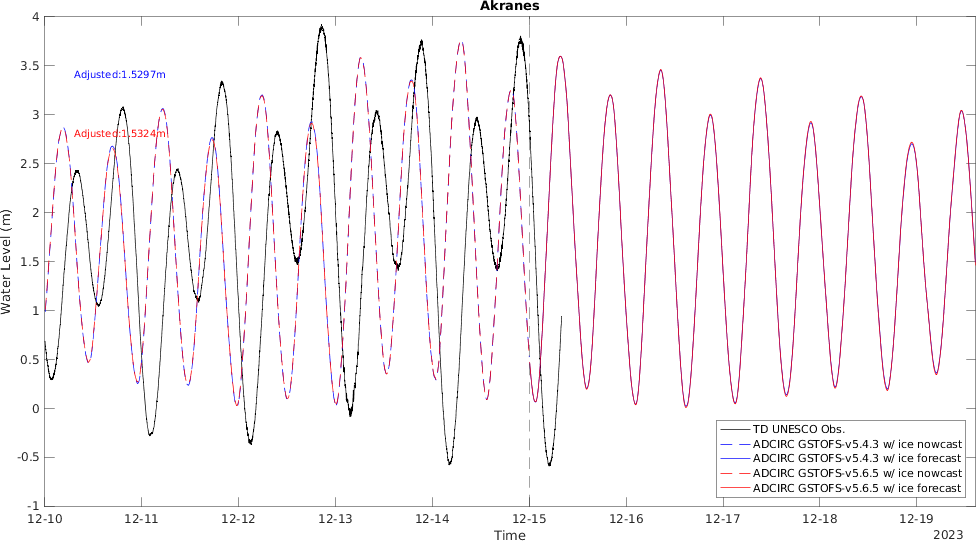 Akranes
4
3.5
3
2.5
2
1.5
1
0.5
0
-0.5
-1
Water Level (m)
Adjusted:1.5297m
Adjusted:1.5324m
TD UNESCO Obs.
ADCIRC GSTOFS-v5.4.3 w/ ice nowcast
ADCIRC GSTOFS-v5.4.3 w/ ice forecast
ADCIRC GSTOFS-v5.6.5 w/ ice nowcast
ADCIRC GSTOFS-v5.6.5 w/ ice forecast
12-10 12-11 12-12 12-13 12-14 12-15 12-16 12-17 12-18 12-19
Time
2023